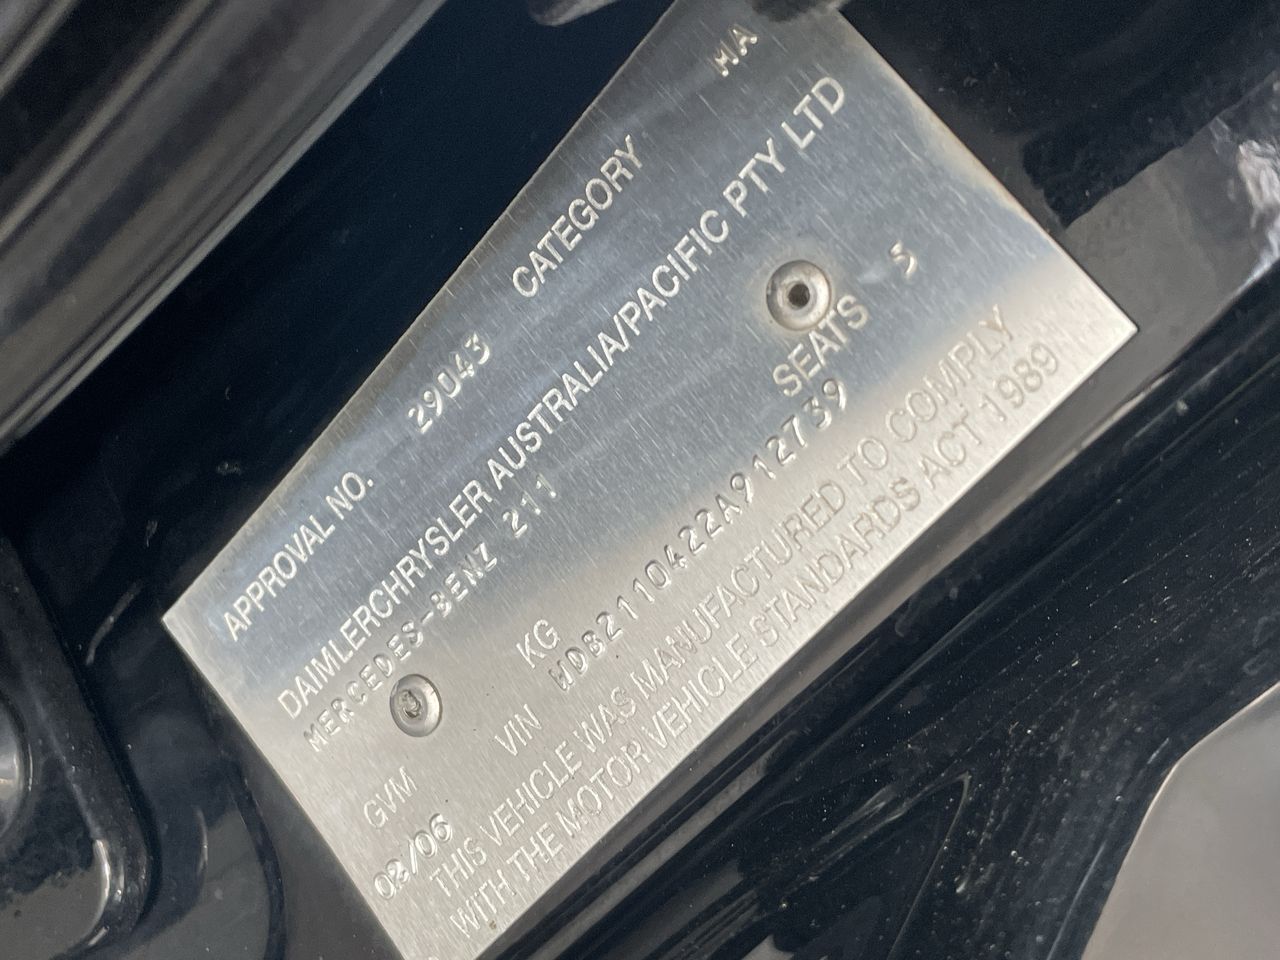 APPROVAL NO. 29043 CATEGORY MA
DAIMLERCHRYSLER AUSTRALIA/PACIFIC PTY LTD
MERCEDES-BENZ 211
GVM KG SEATS 5
08/06 VIN WDB2110422A912739
THIS VEHICLE WAS MANUFACTURED TO COMPLY
WITH THE MOTOR VEHICLE STANDARDS ACT 1989